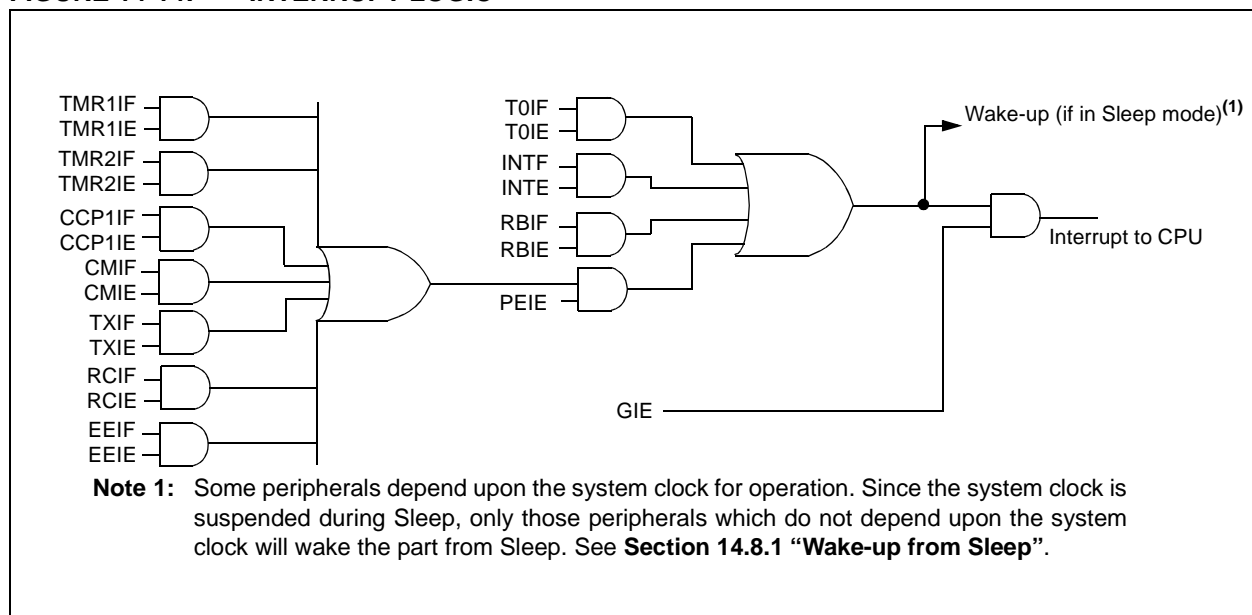 TMR1IF
TMR1IE
TMR2IF
TMR2IE
CCP1IF
CCP1IE
CMIF
CMIE
TXIF
TXIE
RCIF
RCIE
EEIF
EEIE
T0IF
T0IE
INTF
INTE
RBIF
RBIE
PEIE
GIE
Wake-up (if in Sleep mode)(1)
Interrupt to CPU
Note 1: Some peripherals depend upon the system clock for operation. Since the system clock is
suspended during Sleep, only those peripherals which do not depend upon the system
clock will wake the part from Sleep. See Section 14.8.1 “Wake-up from Sleep”.